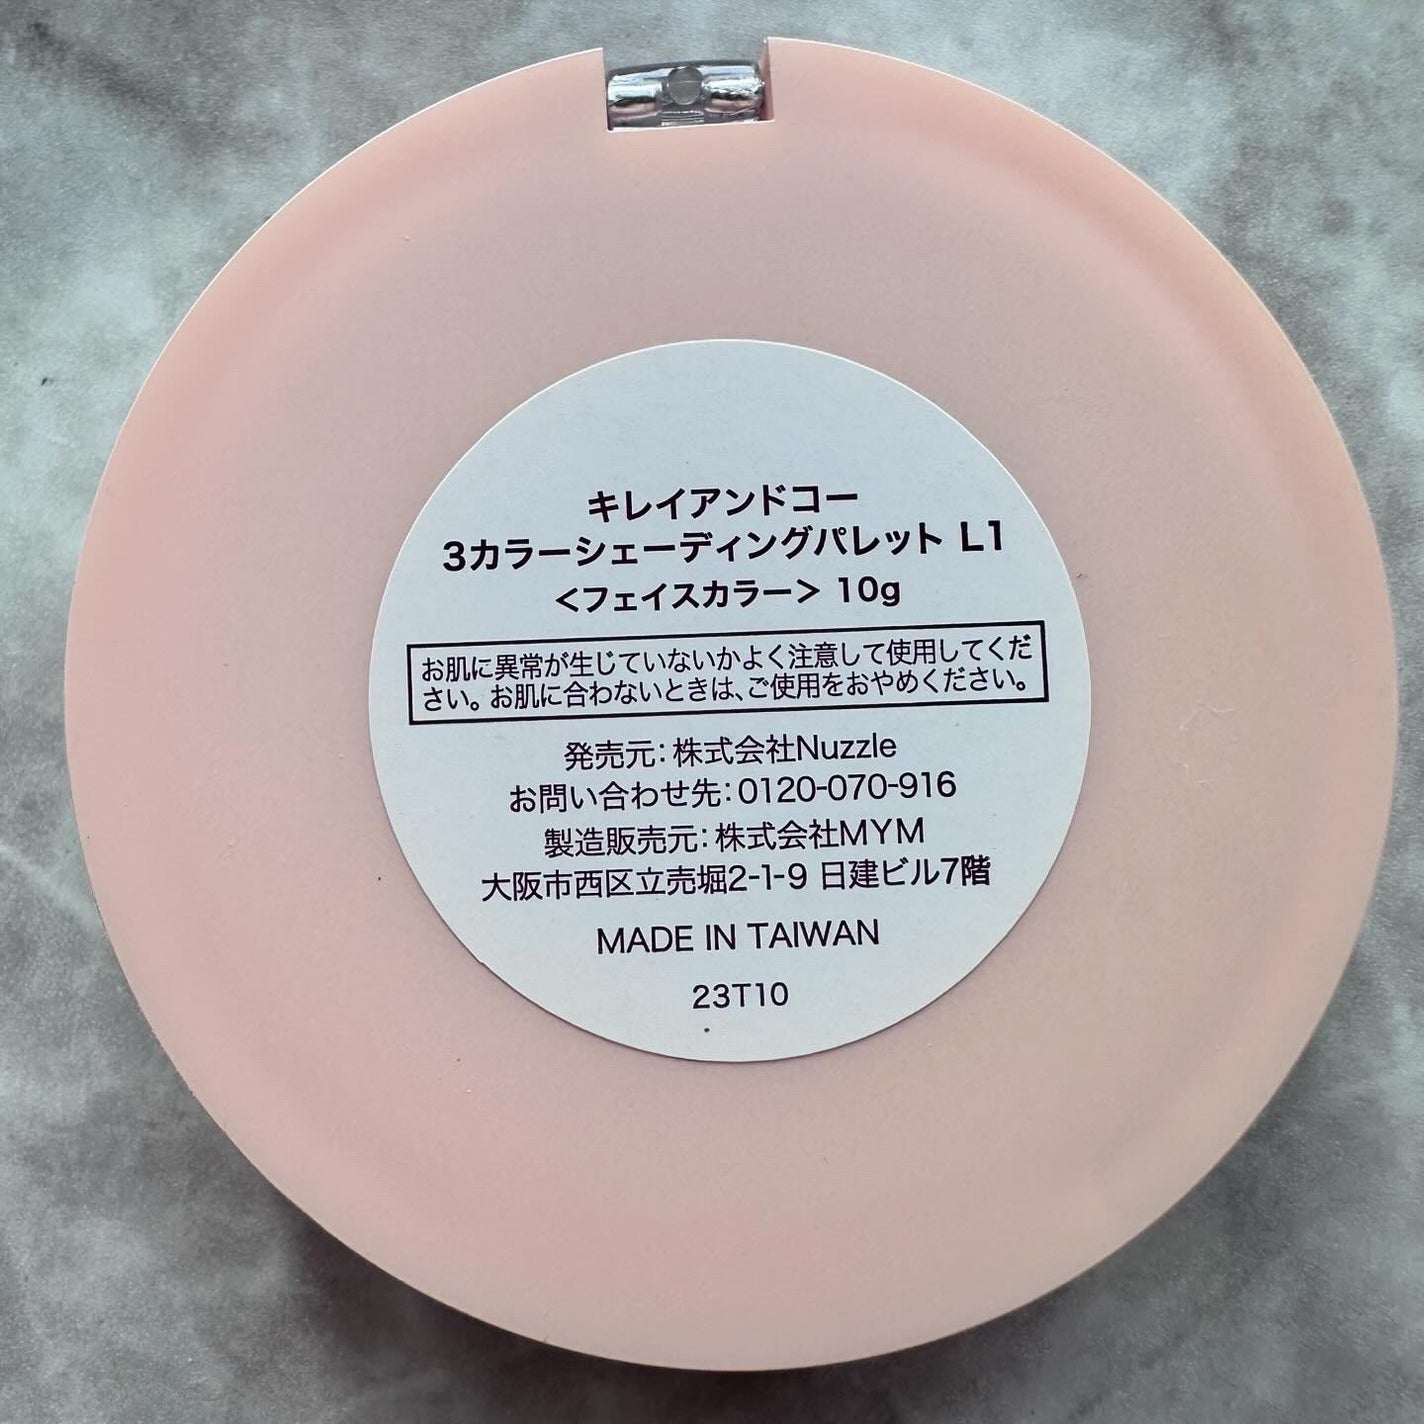 キレイアンドコー
3カラーシェーディングパレット L1
<フェイスカラー> 10g
お肌に異常が生じていないかよく注意して使用してくだ
さい。お肌に合わないときは、ご使用をおやめください。
発売元:株式会社Nuzzle
お問い合わせ先:0120-070-916
製造販売元:株式会社MYM
大阪市西区立売堀2-1-9 日建ビル7階
MADE IN TAIWAN
23T10